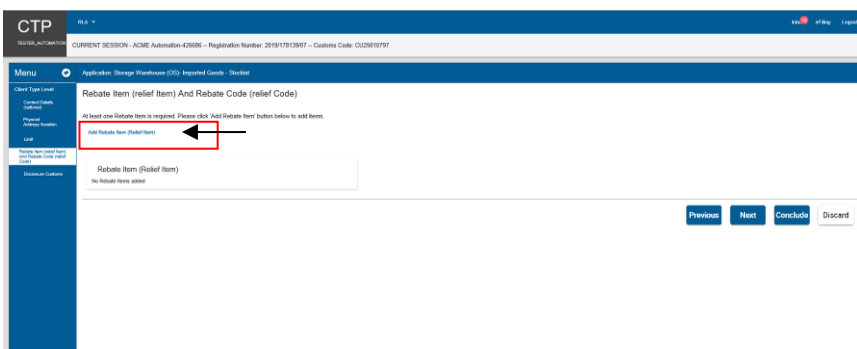 CTP
RLA
eFiling Logout
TESTER_AUTOMATION
CURRENT SESSION - ACME Automation-426686 -- Registration Number: 2019/178139/07 -- Customs Code: CU25010797
Menu
Application: Storage Warehouse (OS)- Imported Goods - Stockist
Client Type Level
Contact Details
(optional)
Physical
Address /location
Limit
Rebate Item (relief Item)
And Rebate Code (relief
Code)
Disclosure Customs
Rebate Item (relief Item) And Rebate Code (relief Code)
At least one Rebate Item is required. Please click 'Add Rebate Item' button below to add items.
Add Rebate Item (Relief Item)
Rebate Item (Relief Item)
No Rebate Items added
Previous Next Conclude Discard